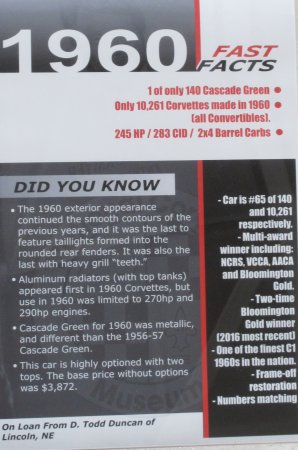 1960 FAST
FACTS
1 of only 140 Cascade Green ●
Only 10,261 Corvettes made in 1960 ●
(all Convertibles).
245 HP / 283 CID / 2x4 Barrel Carbs ●
DID YOU KNOW
• The 1960 exterior appearance
continued the smooth contours of the
previous years, and it was the last to
feature taillights formed into the
rounded rear fenders. It was also the
last with heavy grill “teeth.”
• Aluminum radiators (with top tanks)
appeared first in 1960 Corvettes, but
use in 1960 was limited to 270hp and
290hp engines.
• Cascade Green for 1960 was metallic,
and different than the 1956-57
Cascade Green.
• This car is highly optioned with two
tops. The base price without options
was $3,872.
On Loan From D. Todd Duncan of
Lincoln, NE
- Car is #65 of 140
and 10,261
respectively.
- Multi-award
winner including:
NCRS, VCCA, AACA
and Bloomington
Gold.
- Two-time
Bloomington
Gold winner
(2016 most recent)
- One of the finest C1
1960s in the nation.
- Frame-off
restoration
- Numbers matching